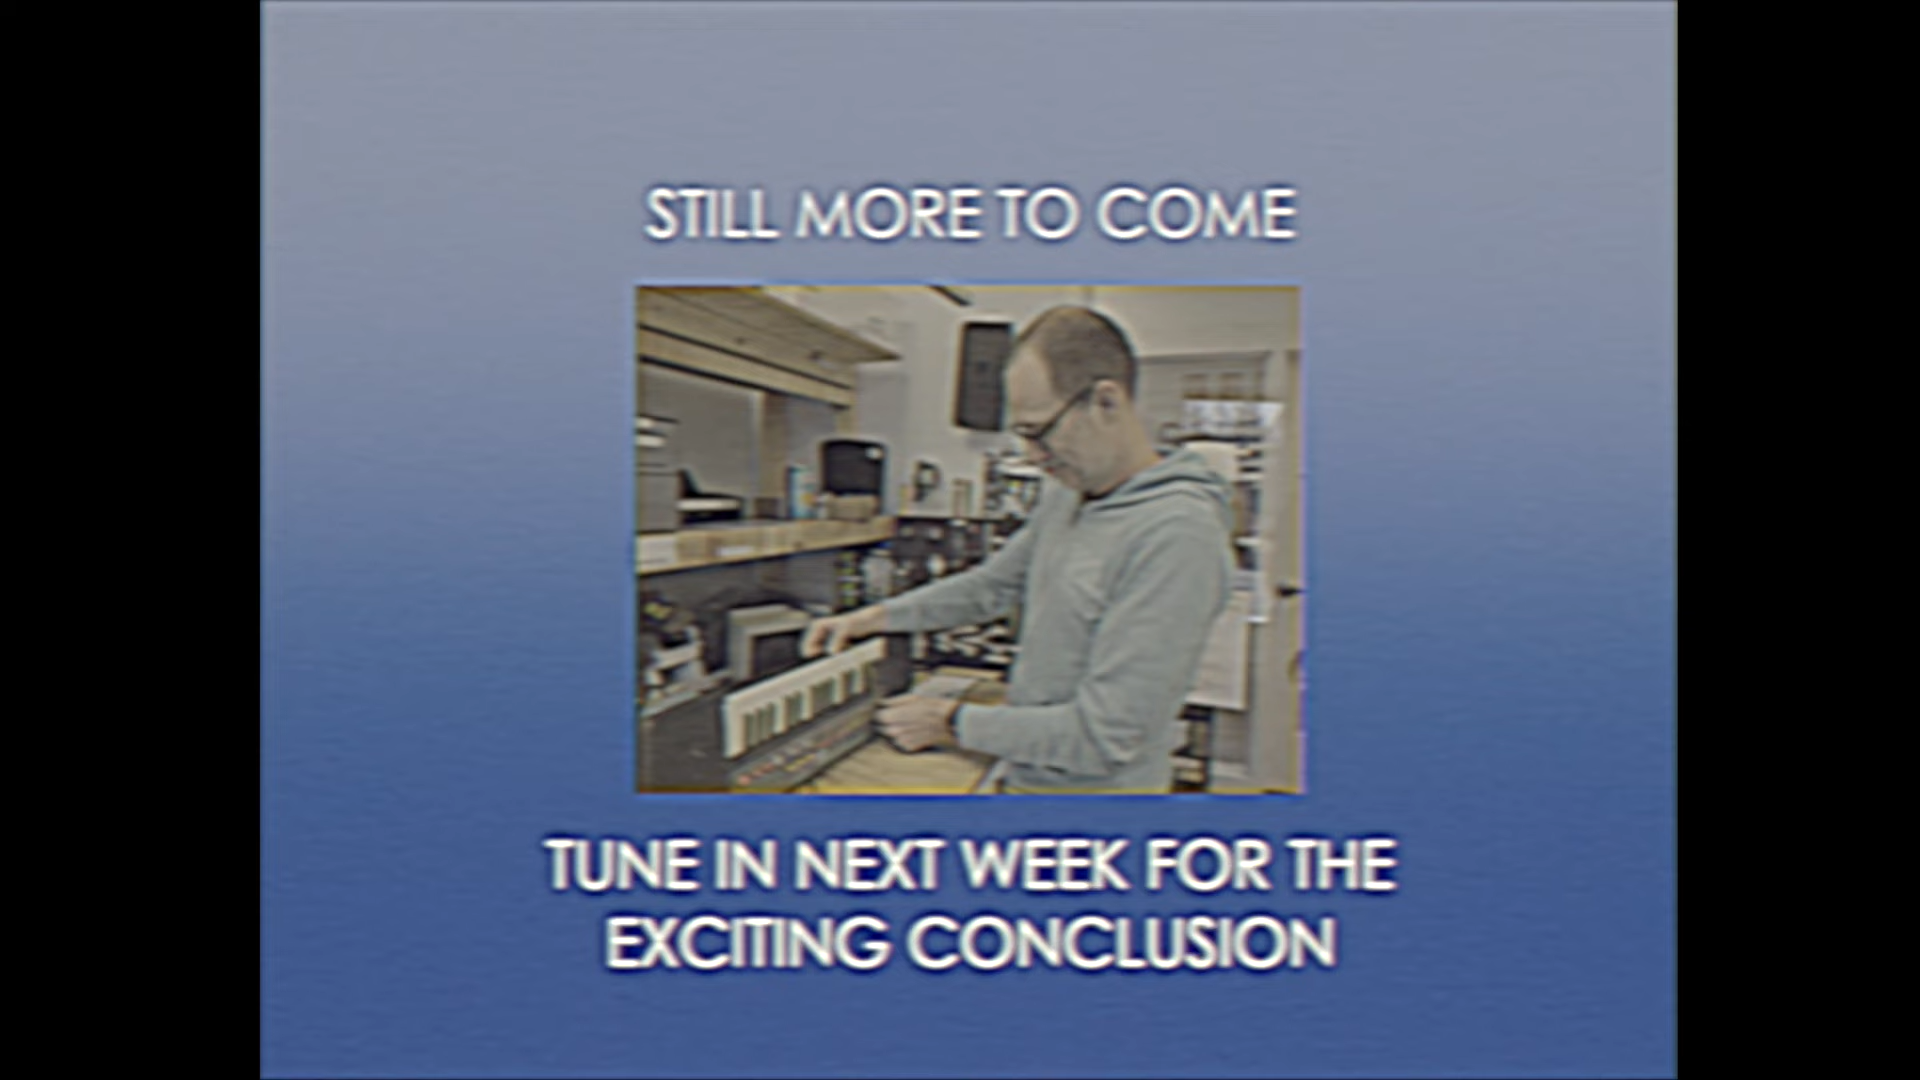 STILL MORE TO COME
TUNE IN NEXT WEEK FOR THE
EXCITING CONCLUSION